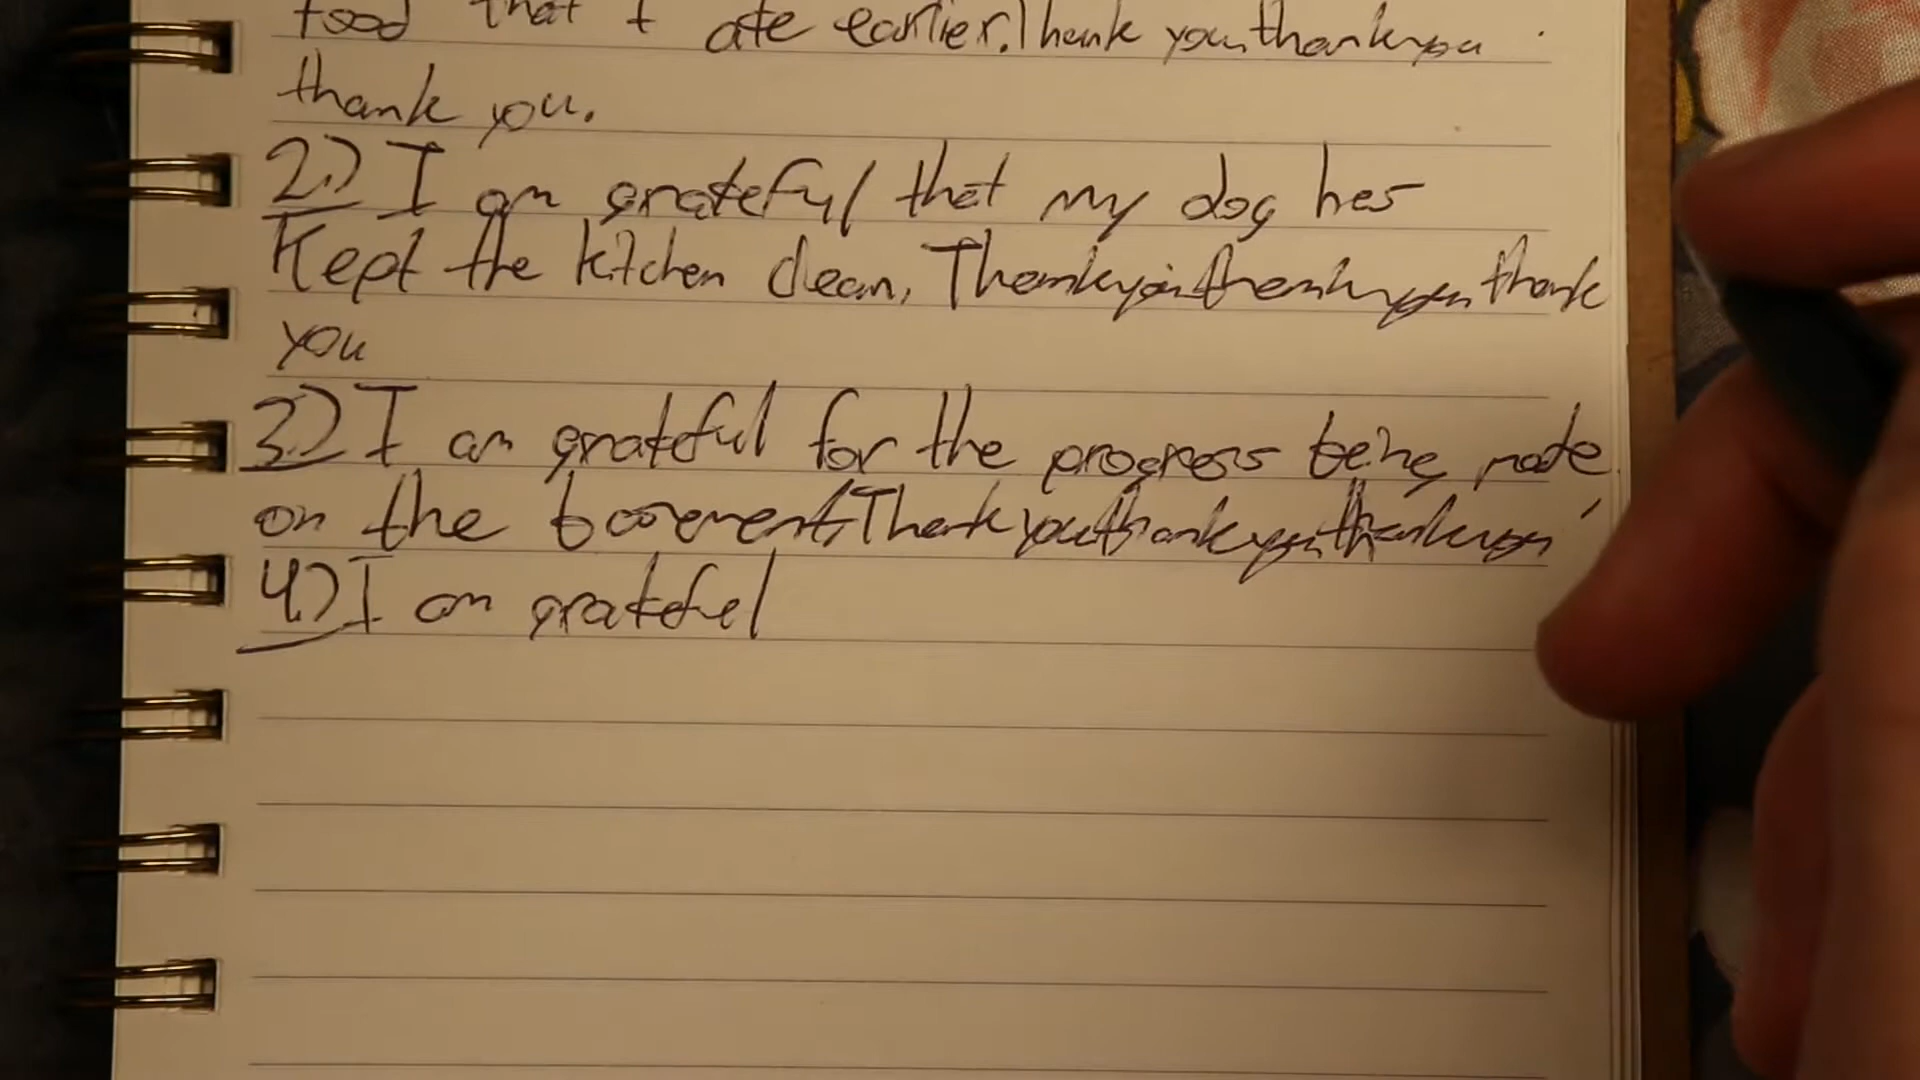 food that I ate earlier. Thank you, thank you
thank you.
2.) I am grateful that my dog has
kept the kitchen clean. Thank you, thank you, thank
you
3.) I am grateful for the progress being made
on the basement. Thank you, thank you, thank you
4.) I am grateful